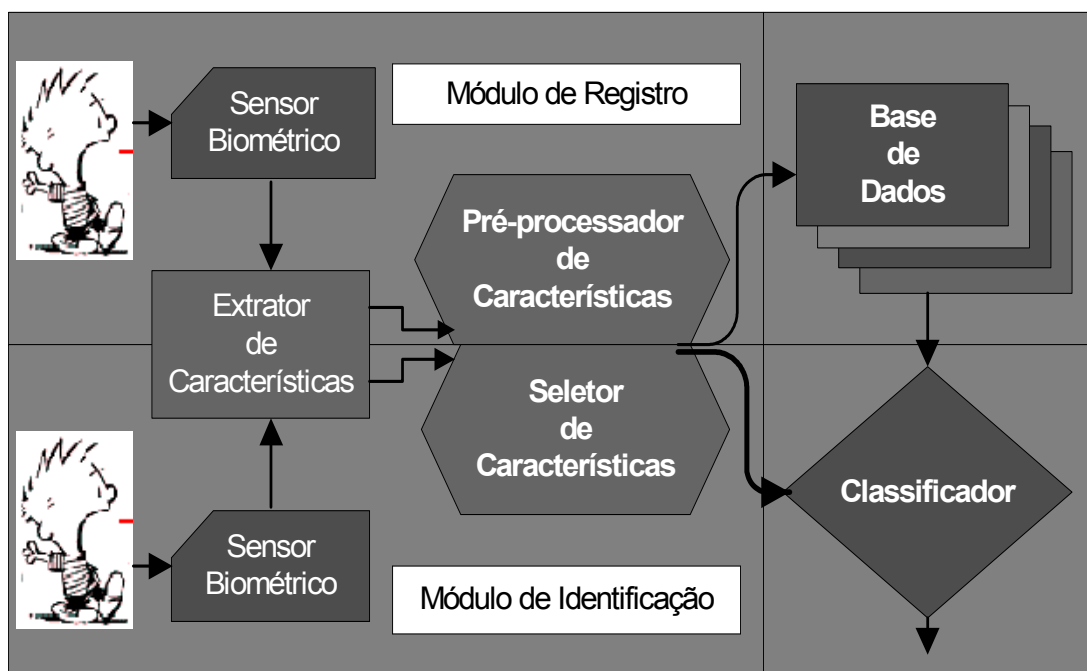 Sensor
Biométrico
Módulo de Registro
Base
de
Dados
Pré-processador
de
Características
Extrator
de
Características
Seletor
de
Características
Classificador
Sensor
Biométrico
Módulo de Identificação